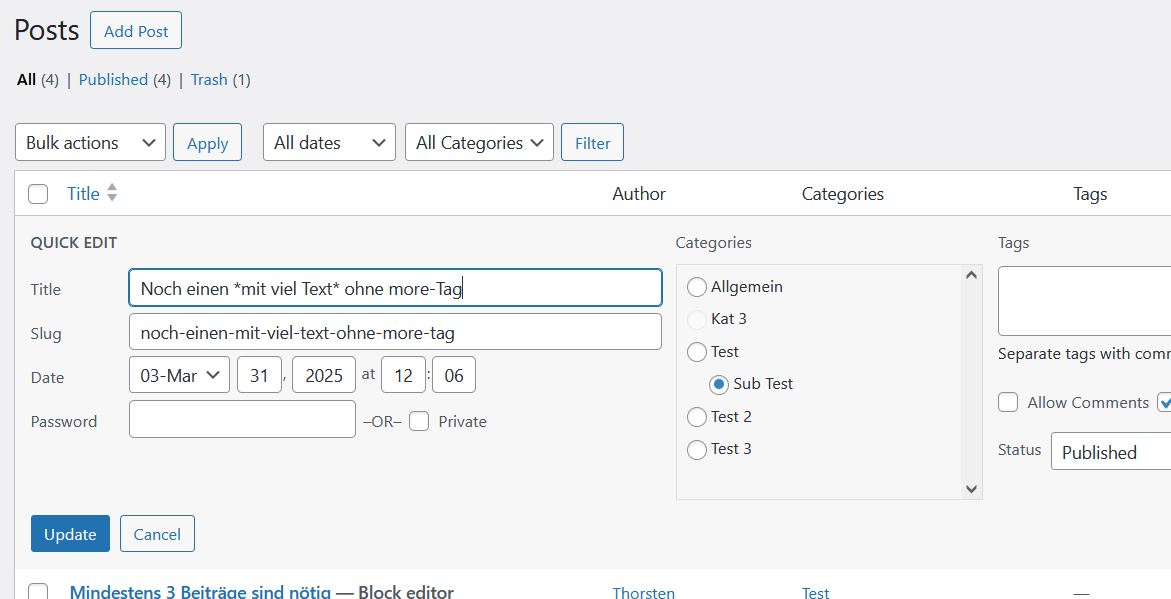 Posts Add Post
All (4) | Published (4) | Trash (1)
Bulk actions Apply All dates All Categories Filter
Title Author Categories Tags
QUICK EDIT Categories Tags
Title Noch einen *mit viel Text* ohne more-Tag Allgemein
Slug noch-einen-mit-viel-text-ohne-more-tag Kat 3
Test Separate tags with
Date 03-Mar 31 , 2025 at 12 : 06 Sub Test
Allow Comments
Password –OR– Private Test 2
Test 3 Status Published
Update Cancel
Mindestens 3 Beiträge sind nötig — Block editor Thorsten Test —